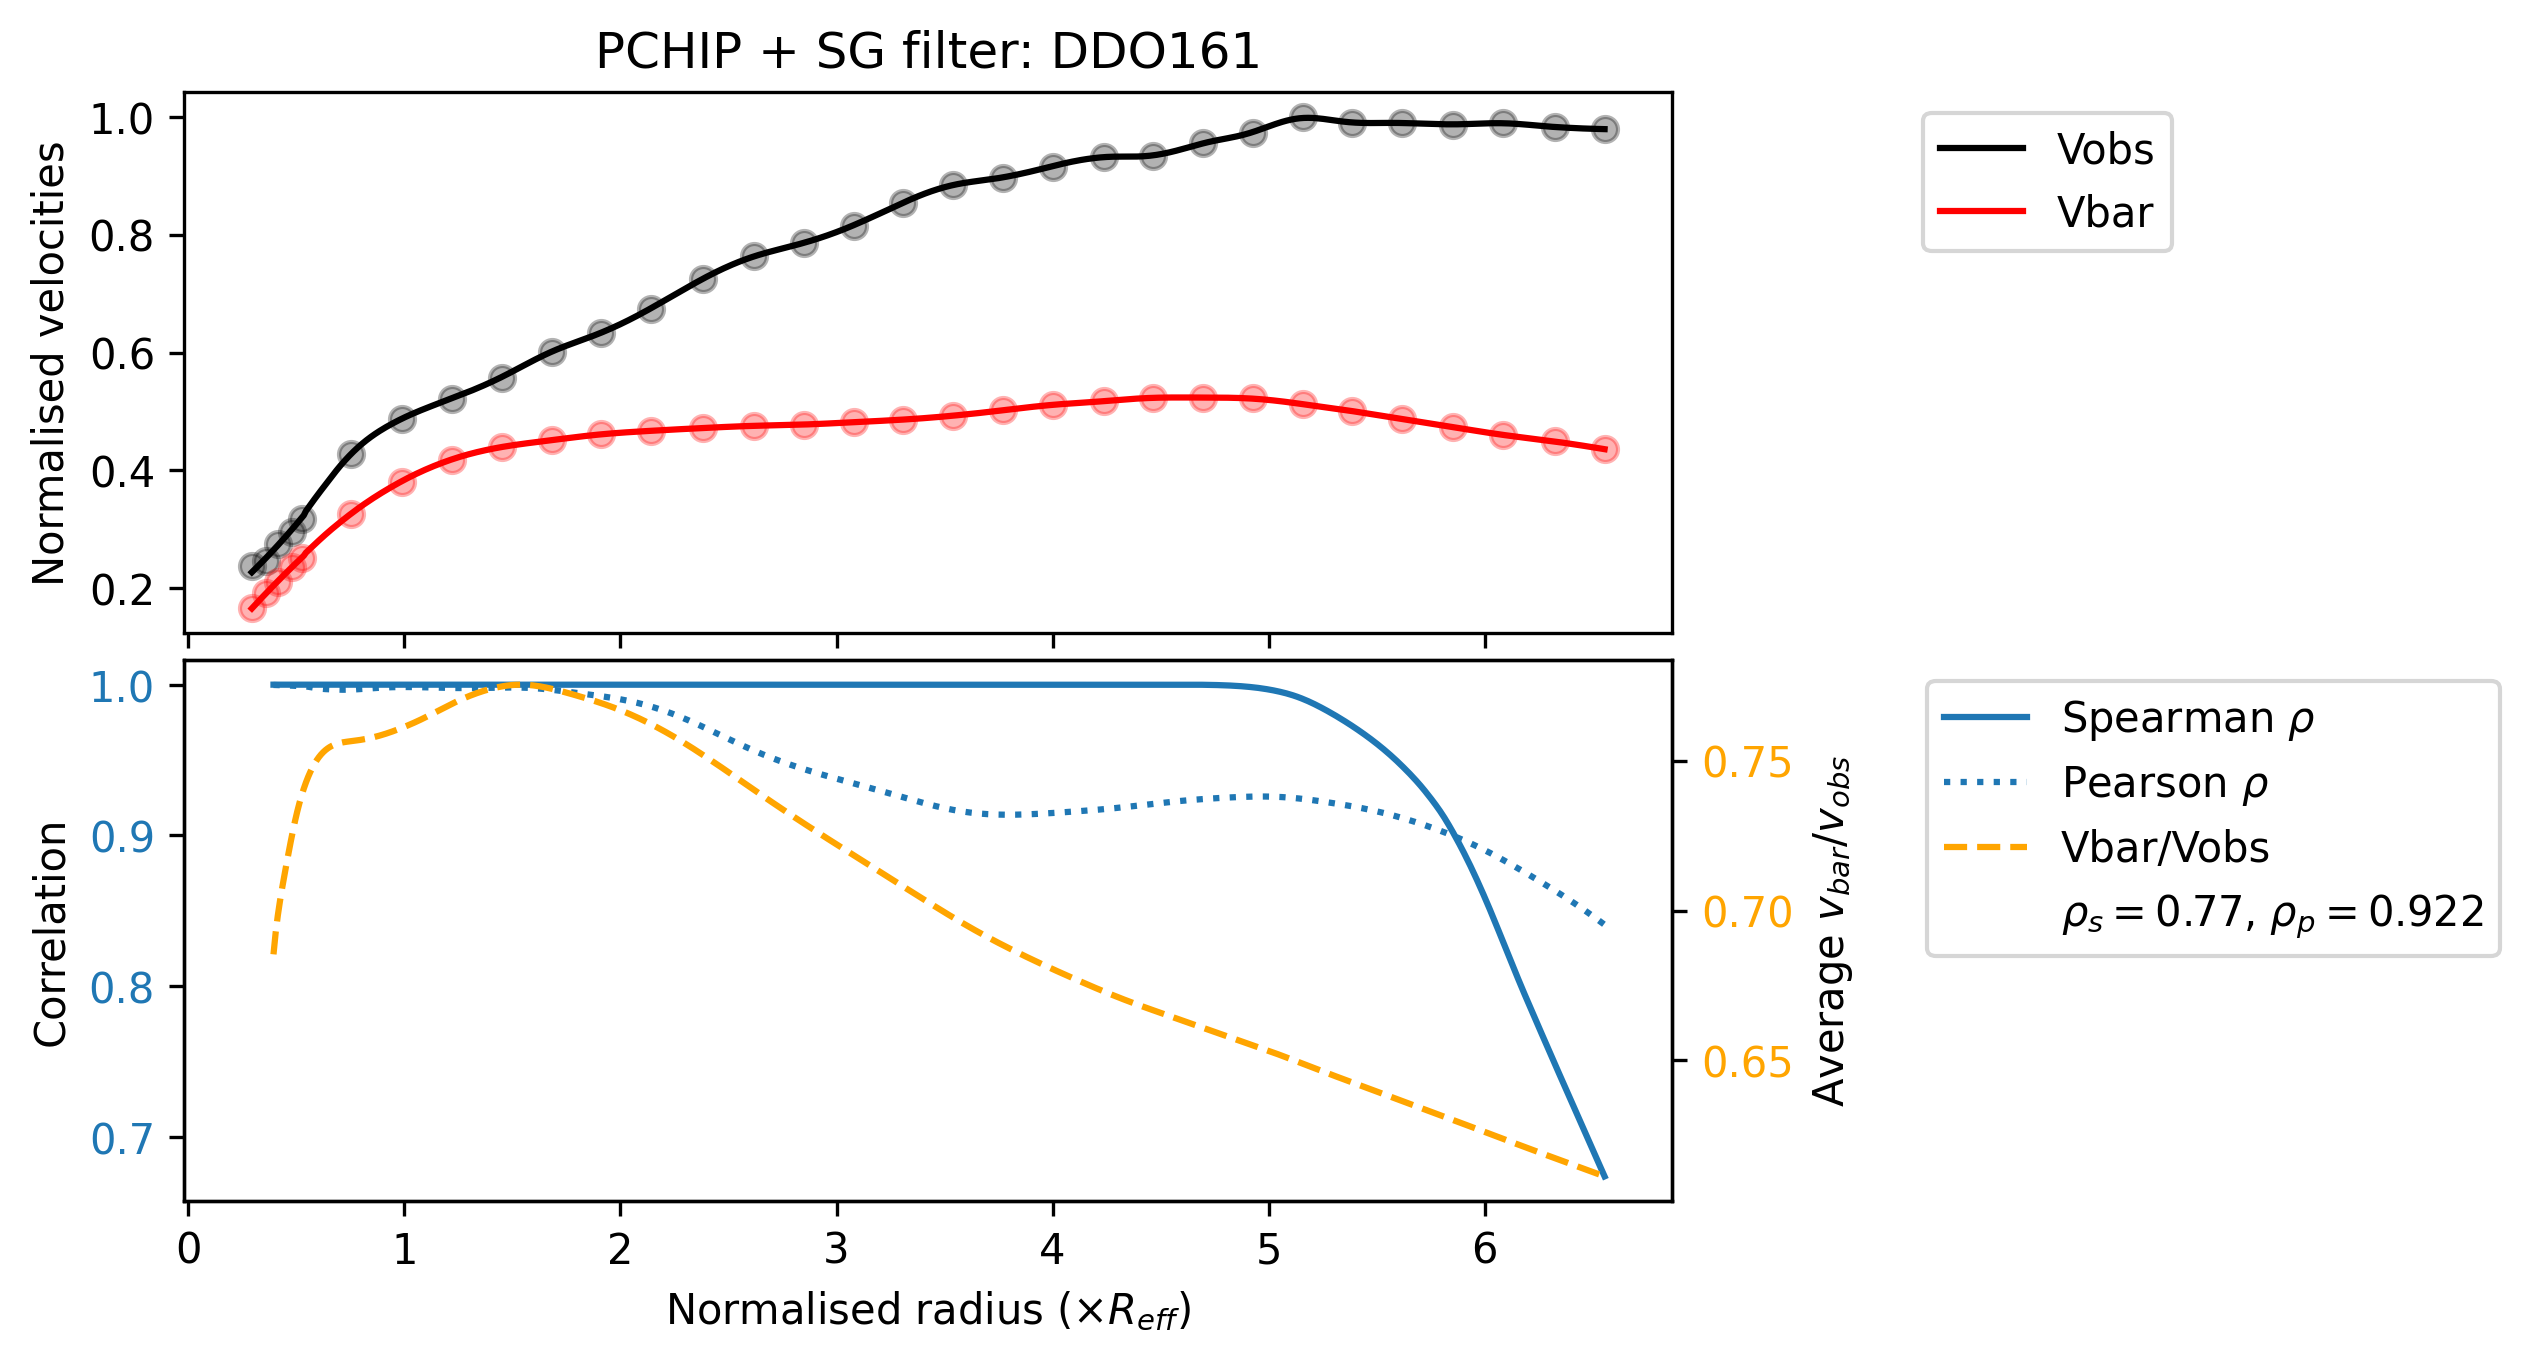 PCHIP + SG filter: DDO161
Normalised velocities
1.0
0.8
0.6
0.4
0.2
Vobs
Vbar
Correlation
1.0
0.9
0.8
0.7
0.75
0.70
0.65
Average v_bar/v_obs
Spearman ρ
Pearson ρ
Vbar/Vobs
ρ_s = 0.77, ρ_p = 0.922
0 1 2 3 4 5 6
Normalised radius (×R_eff)